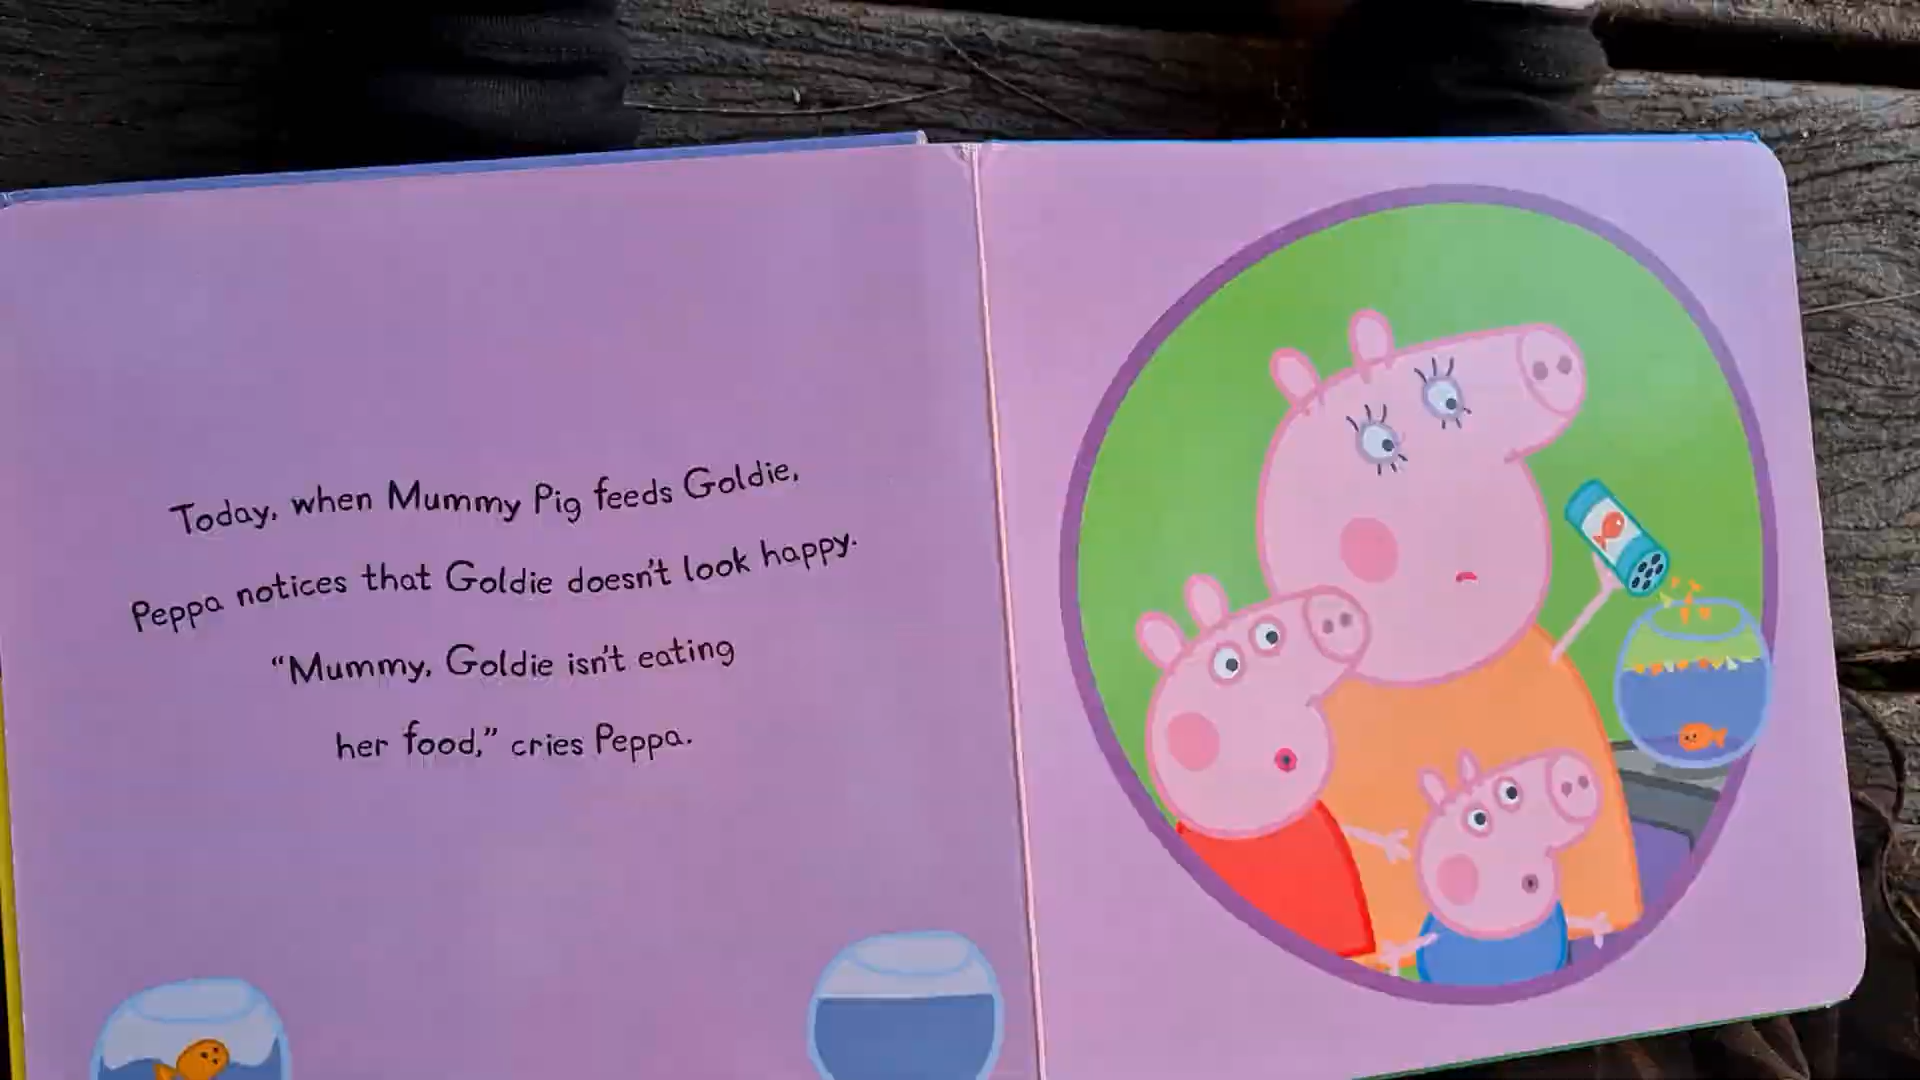 Today, when Mummy Pig feeds Goldie,
Peppa notices that Goldie doesn't look happy.
“Mummy, Goldie isn't eating
her food,” cries Peppa.